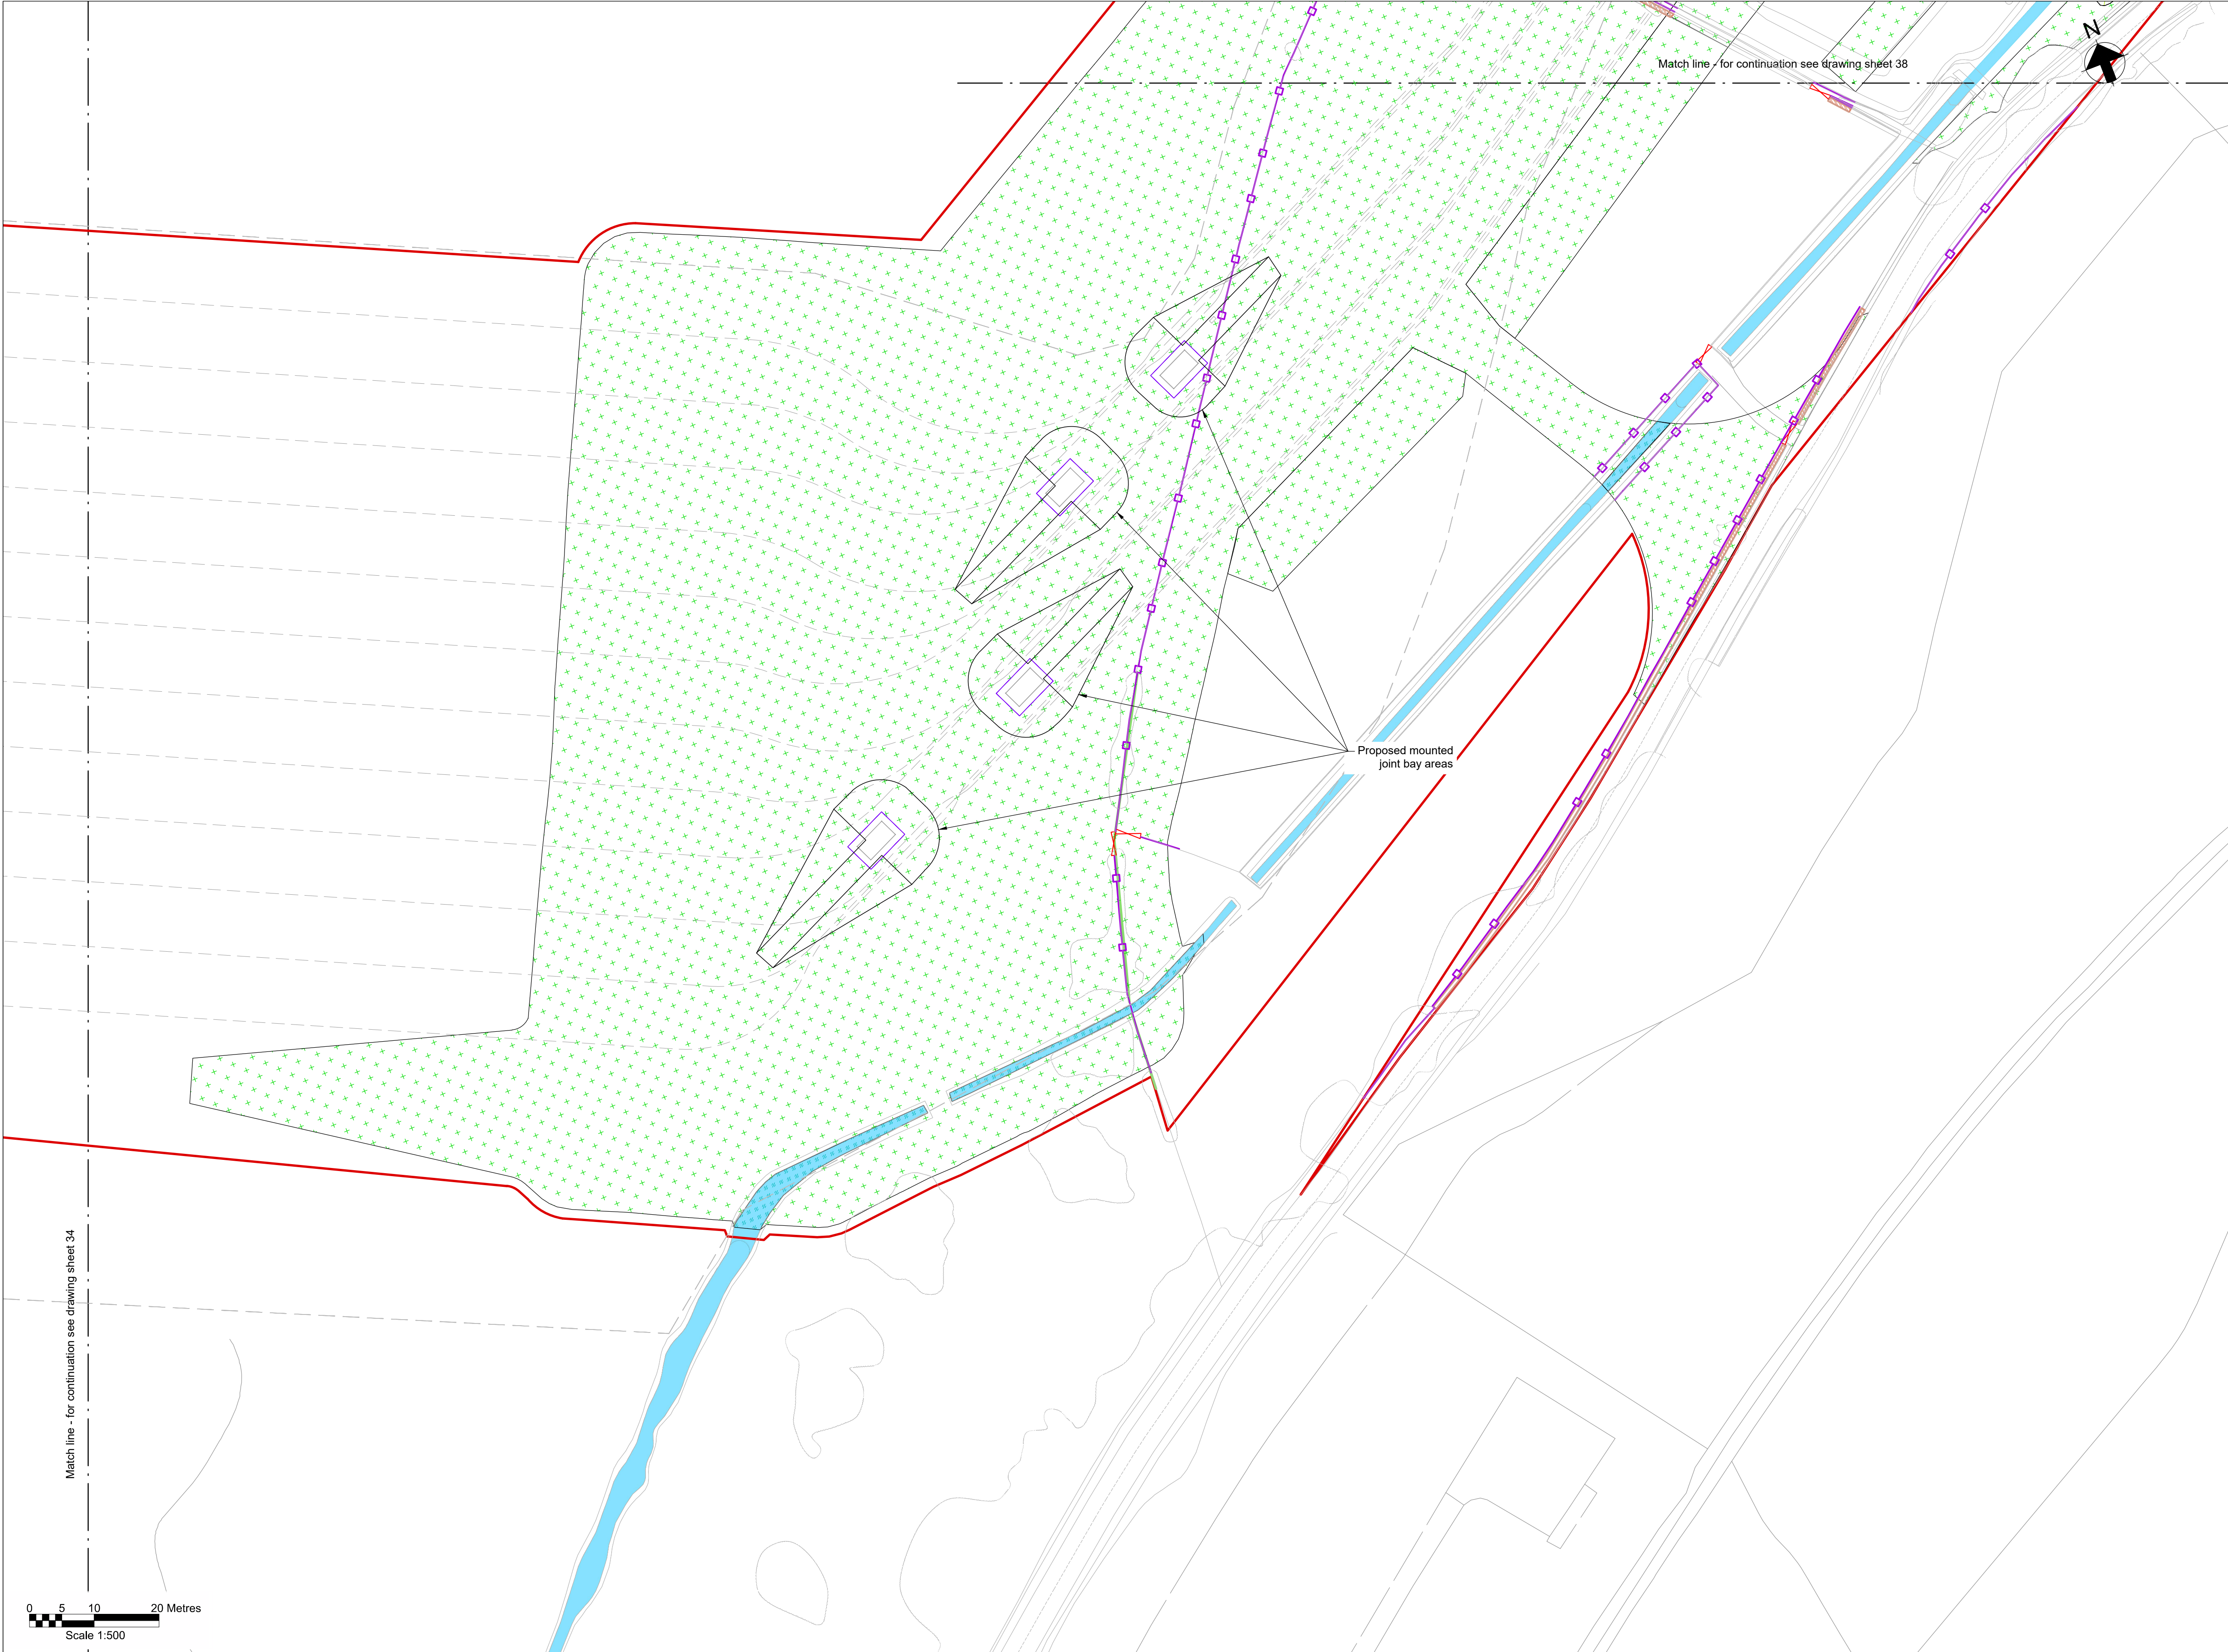 N
Match line - for continuation see drawing sheet 38
Proposed mounted
joint bay areas
Match line - for continuation see drawing sheet 34
0 5 10 20 Metres
Scale 1:500